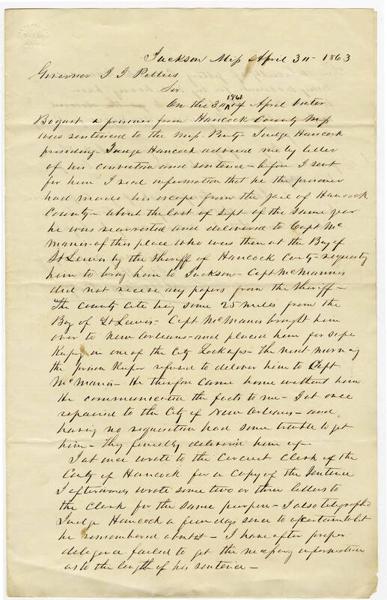 Jackson Miss April 30 - 1863
Governor J J Pettus
Sir
On the 3d of April 1861 Peter
Bogart a prisoner from Hancock County Miss
was sentenced to the Miss Penty - Judge Hancock
presiding - Judge Hancock advised me by letter
of his conviction and sentence - before I sent
for him I recd information that he the prisoner
had made his escape from the jail of Hancock
County - about the last of Sept of the same year
he was rearrested and delivered to Capt Mc
Manus of this place who was then at the Bay of
St Louis by the sheriff of Hancock Conty - requesting
him to bring him to Jackson - Capt McManus
did not receive any papers from the Sheriff -
The County Cite being some 25 miles from the
Bay of St Louis - Capt McManus brought him
over to New Orleans - and placed him for safe
Keeping in one of the City Lockups - the next morning
the prison Keeper refused to deliver him to Capt
McManus - He therefore came home without him
He communicated the facts to me - I at once
repaired to the City of New Orleans - and
having no requisition had some trouble to get
him - they finally delivered him up -
I at once wrote to the Circuit Clerk of the
County of Hancock for a Copy of the Sentence
I afterwards wrote some two or three letters to
the Clerk for the same purpose - I also telegraphed
Judge Hancock a few days since to ascertain what
he remembered about - I have after proper
diligence failed to get the necessary information
as to the length of his sentence -